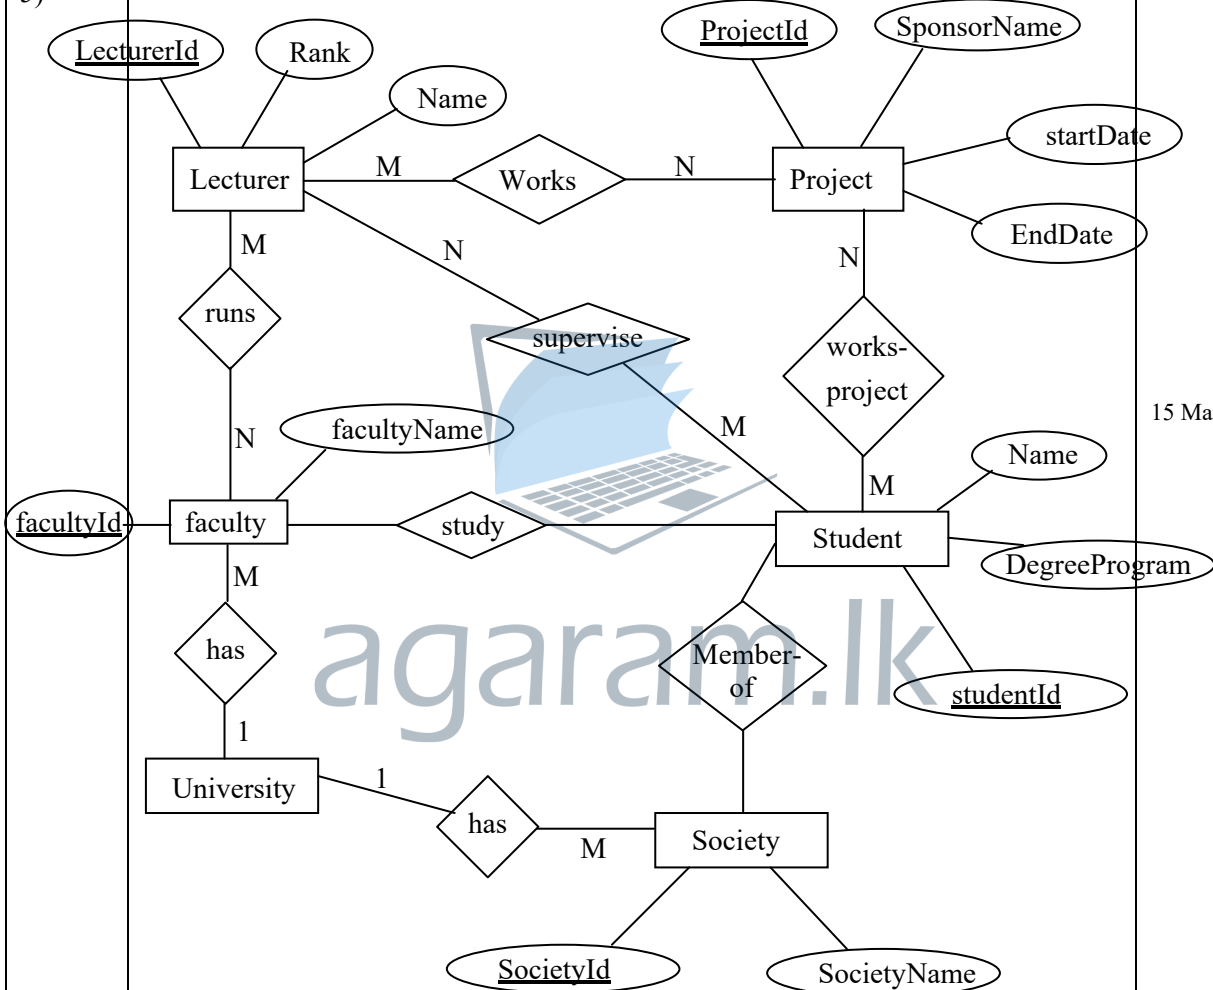 5)
ProjectId
SponsorName
LecturerId
Rank
Name
startDate
Lecturer
M
Works
N
Project
EndDate
M
N
N
runs
supervise
works-
project
15 Ma
facultyName
M
N
Name
M
facultyId
faculty
study
Student
DegreeProgram
M
has
Member-
of
agaram.lk
studentId
1
University
1
has
M
Society
SocietyId
SocietyName